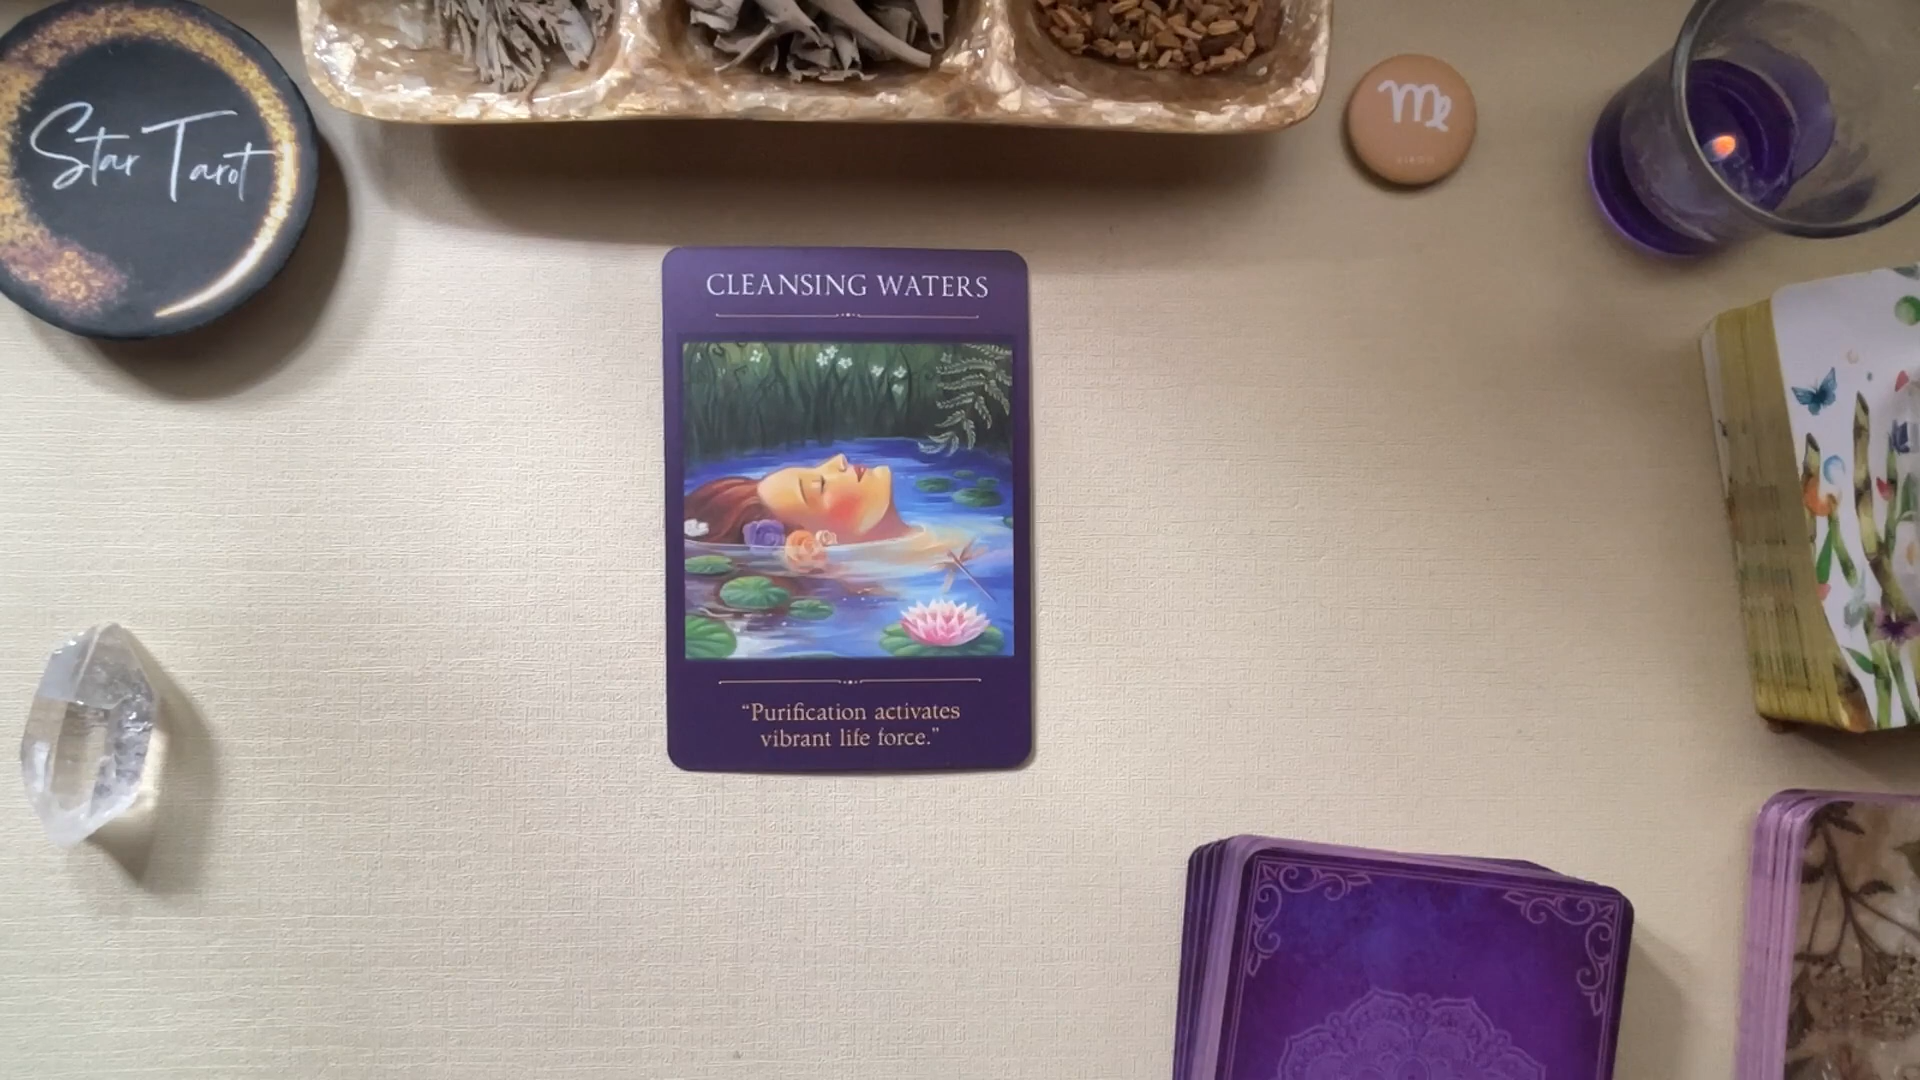 Star Tarot
CLEANSING WATERS
“Purification activates
vibrant life force.”